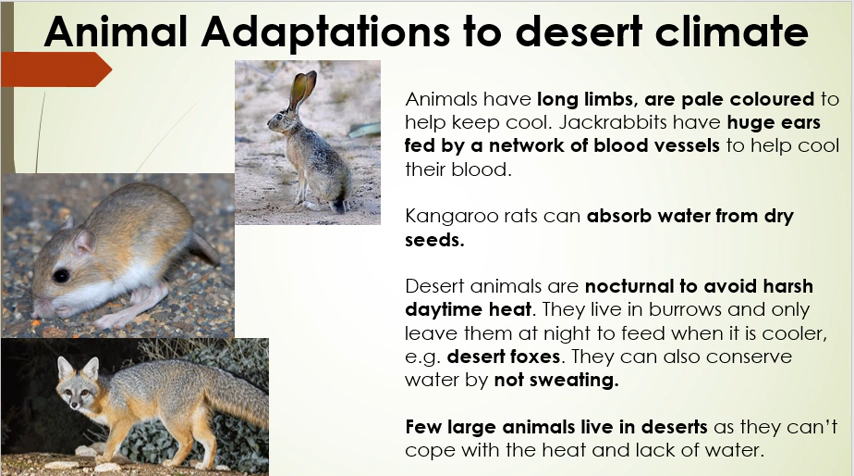 Animal Adaptations to desert climate
Animals have long limbs, are pale coloured to
help keep cool. Jackrabbits have huge ears
fed by a network of blood vessels to help cool
their blood.
Kangaroo rats can absorb water from dry
seeds.
Desert animals are nocturnal to avoid harsh
daytime heat. They live in burrows and only
leave them at night to feed when it is cooler,
e.g. desert foxes. They can also conserve
water by not sweating.
Few large animals live in deserts as they can’t
cope with the heat and lack of water.